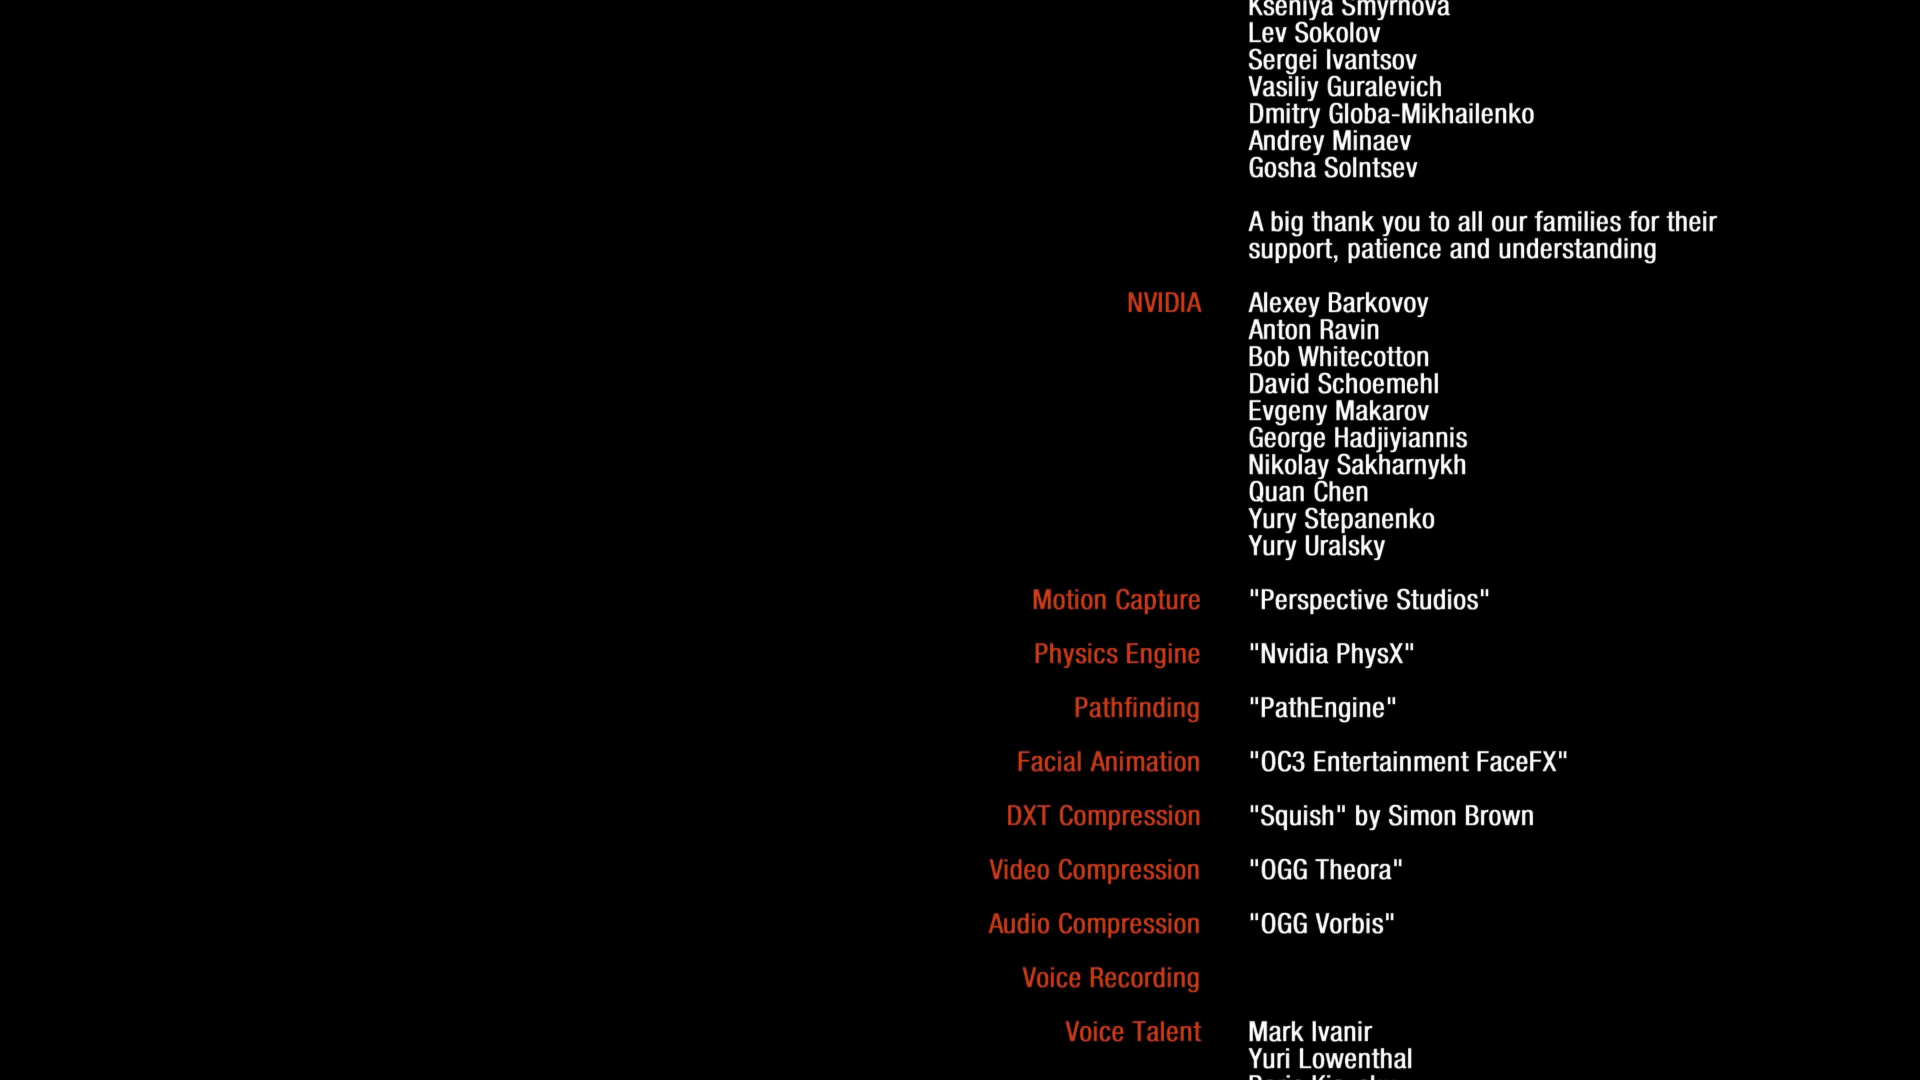 Kseniya Smyrnova
Lev Sokolov
Sergei Ivantsov
Vasiliy Guralevich
Dmitry Globa-Mikhailenko
Andrey Minaev
Gosha Solntsev
A big thank you to all our families for their
support, patience and understanding
NVIDIA Alexey Barkovoy
Anton Ravin
Bob Whitecotton
David Schoemehl
Evgeny Makarov
George Hadjiyiannis
Nikolay Sakharnykh
Quan Chen
Yury Stepanenko
Yury Uralsky
Motion Capture "Perspective Studios"
Physics Engine "Nvidia PhysX"
Pathfinding "PathEngine"
Facial Animation "OC3 Entertainment FaceFX"
DXT Compression "Squish" by Simon Brown
Video Compression "OGG Theora"
Audio Compression "OGG Vorbis"
Voice Recording
Voice Talent Mark Ivanir
Yuri Lowenthal